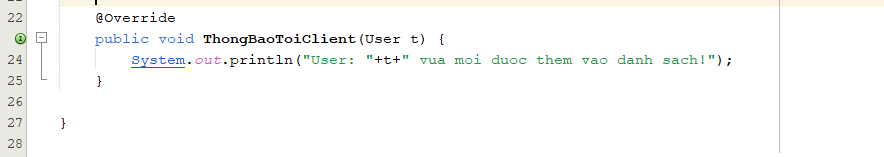 22 @Override
public void ThongBaoToiClient(User t) {
24 System.out.println("User: "+t+" vua moi duoc them vao danh sach!");
25 }
26
27 }
28